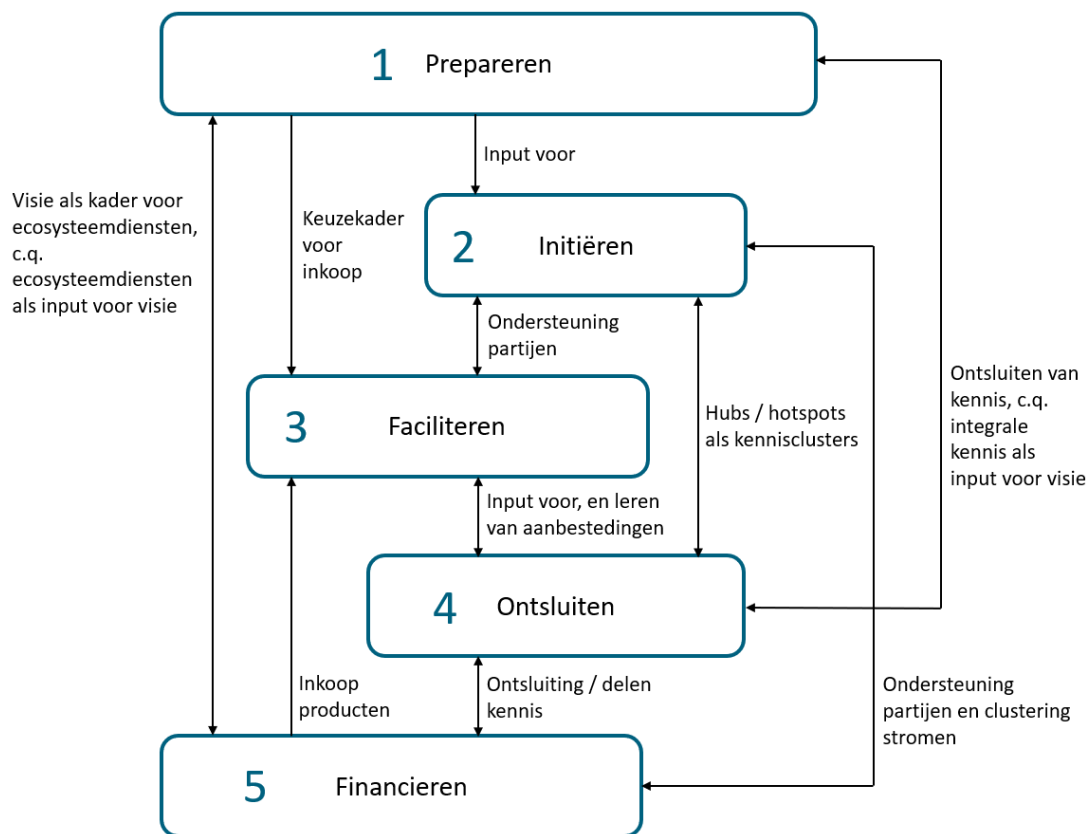 1 Prepareren
Input voor
Visie als kader voor
ecosysteemdiensten,
c.q.
ecosysteemdiensten
als input voor visie
Keuzekader
voor
inkoop
2 Initiëren
Ondersteuning
partijen
3 Faciliteren
Hubs / hotspots
als kennisclusters
Ontsluiten van
kennis, c.q.
integrale
kennis als
input voor visie
Input voor, en leren
van aanbestedingen
4 Ontsluiten
Inkoop
producten
Ontsluiting / delen
kennis
Ondersteuning
partijen en clustering
stromen
5 Financieren